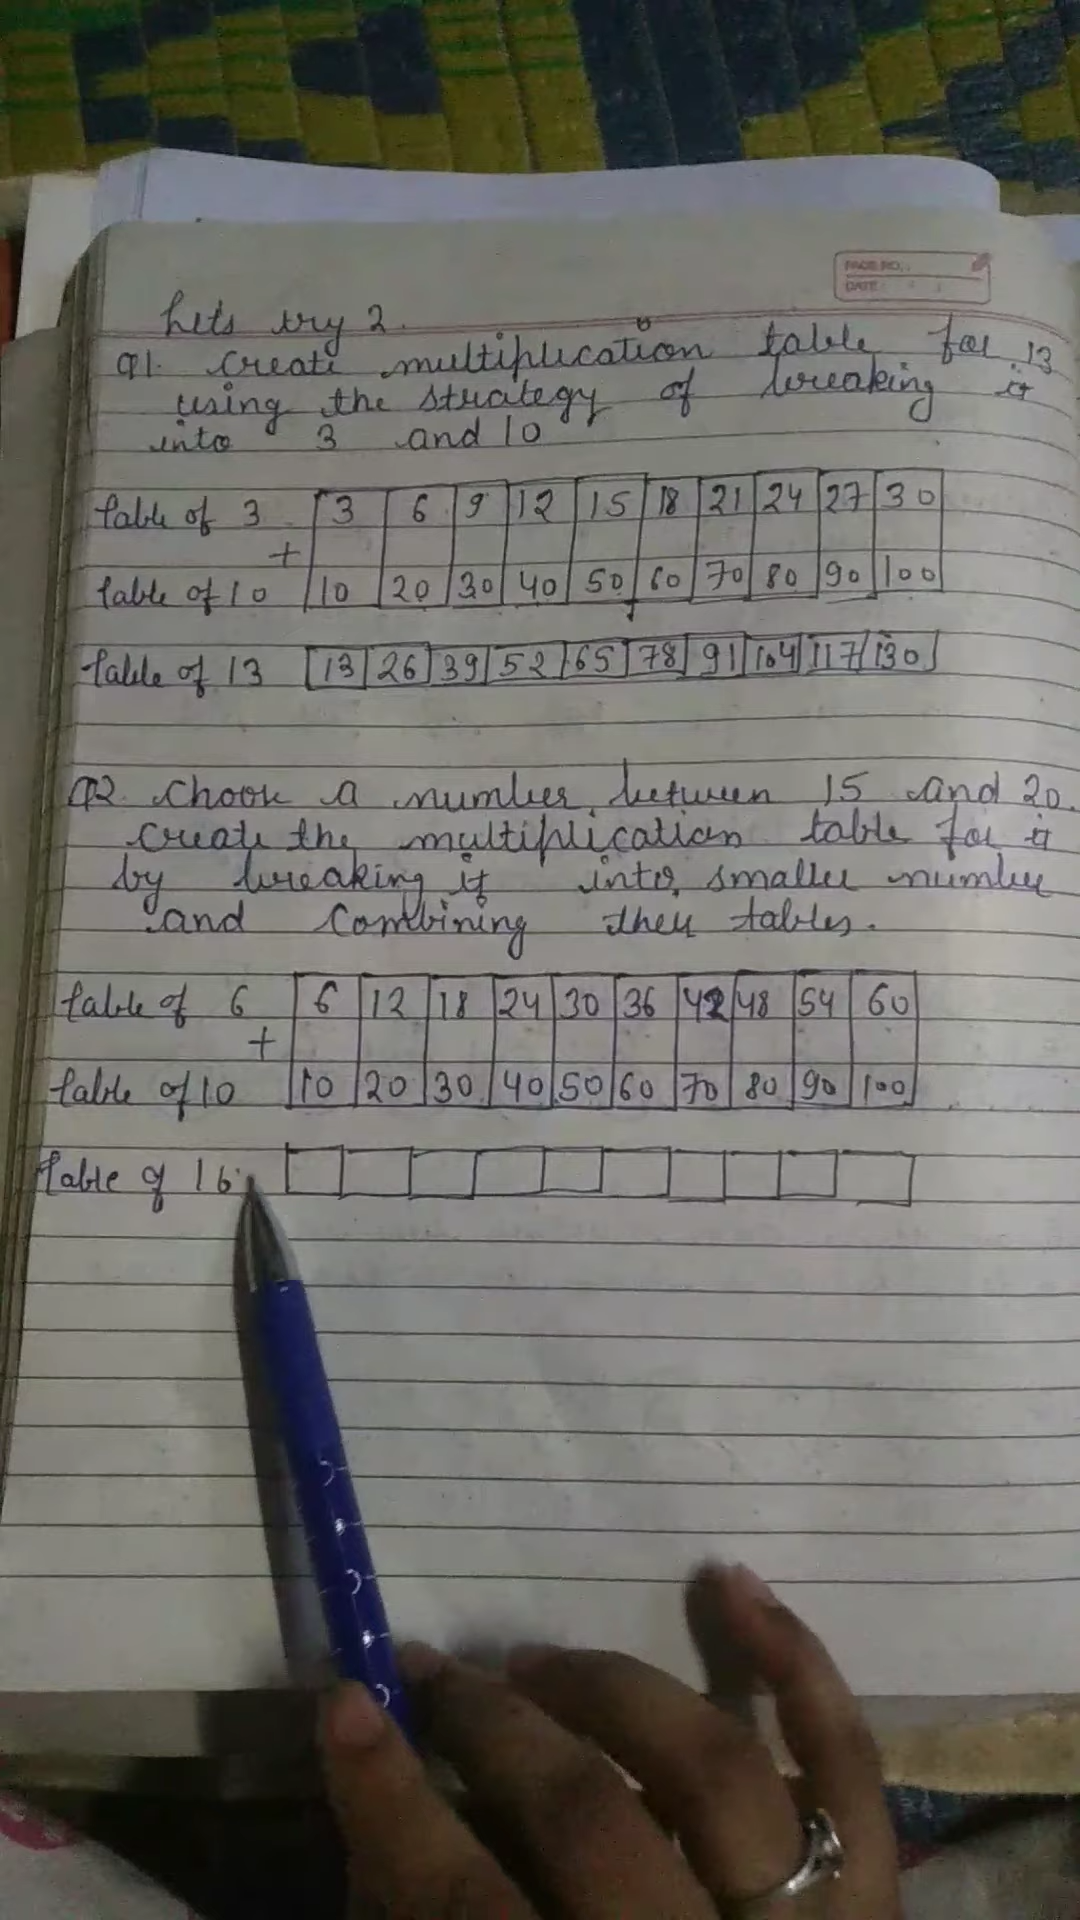 PAGE NO.:
DATE:
Lets try 2.
Q1. Create multiplication table for 13
using the strategy of breaking it
into 3 and 10
Table of 3 3 6 9 12 15 18 21 24 27 30
+
Table of 10 10 20 30 40 50 60 70 80 90 100
Table of 13 13 26 39 52 65 78 91 104 117 130
Q2 Choose a number between 15 and 20.
Create the multiplication table for it
by breaking it into smaller number
and combining their tables.
Table of 6 6 12 18 24 30 36 42 48 54 60
+
Table of 10 10 20 30 40 50 60 70 80 90 100
Table of 16